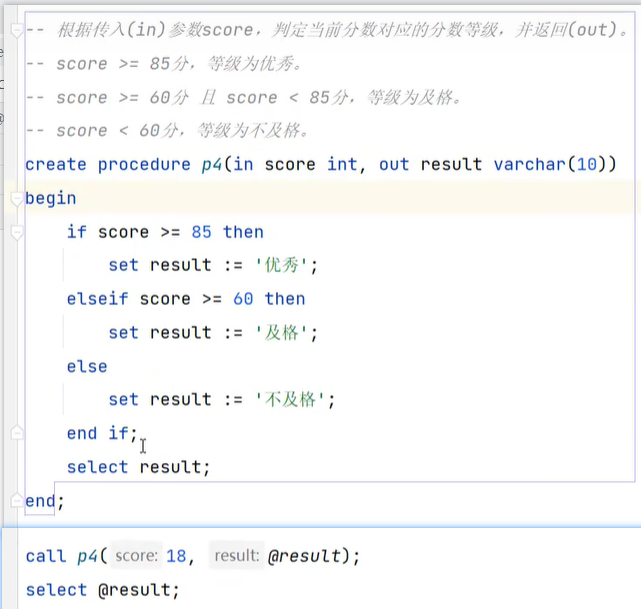 -- 根据传入(in)参数score，判定当前分数对应的分数等级，并返回(out)。
-- score >= 85分，等级为优秀。
-- score >= 60分 且 score < 85分，等级为及格。
-- score < 60分，等级为不及格。
create procedure p4(in score int, out result varchar(10))
begin
    if score >= 85 then
        set result := '优秀';
    elseif score >= 60 then
        set result := '及格';
    else
        set result := '不及格';
    end if;
    select result;
end;
call p4( score: 18, result: @result);
select @result;